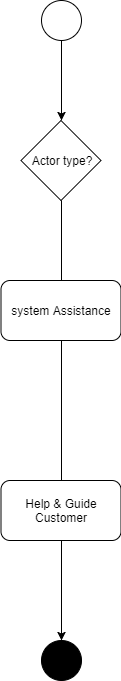 Actor type?
system Assistance
Help & Guide
Customer